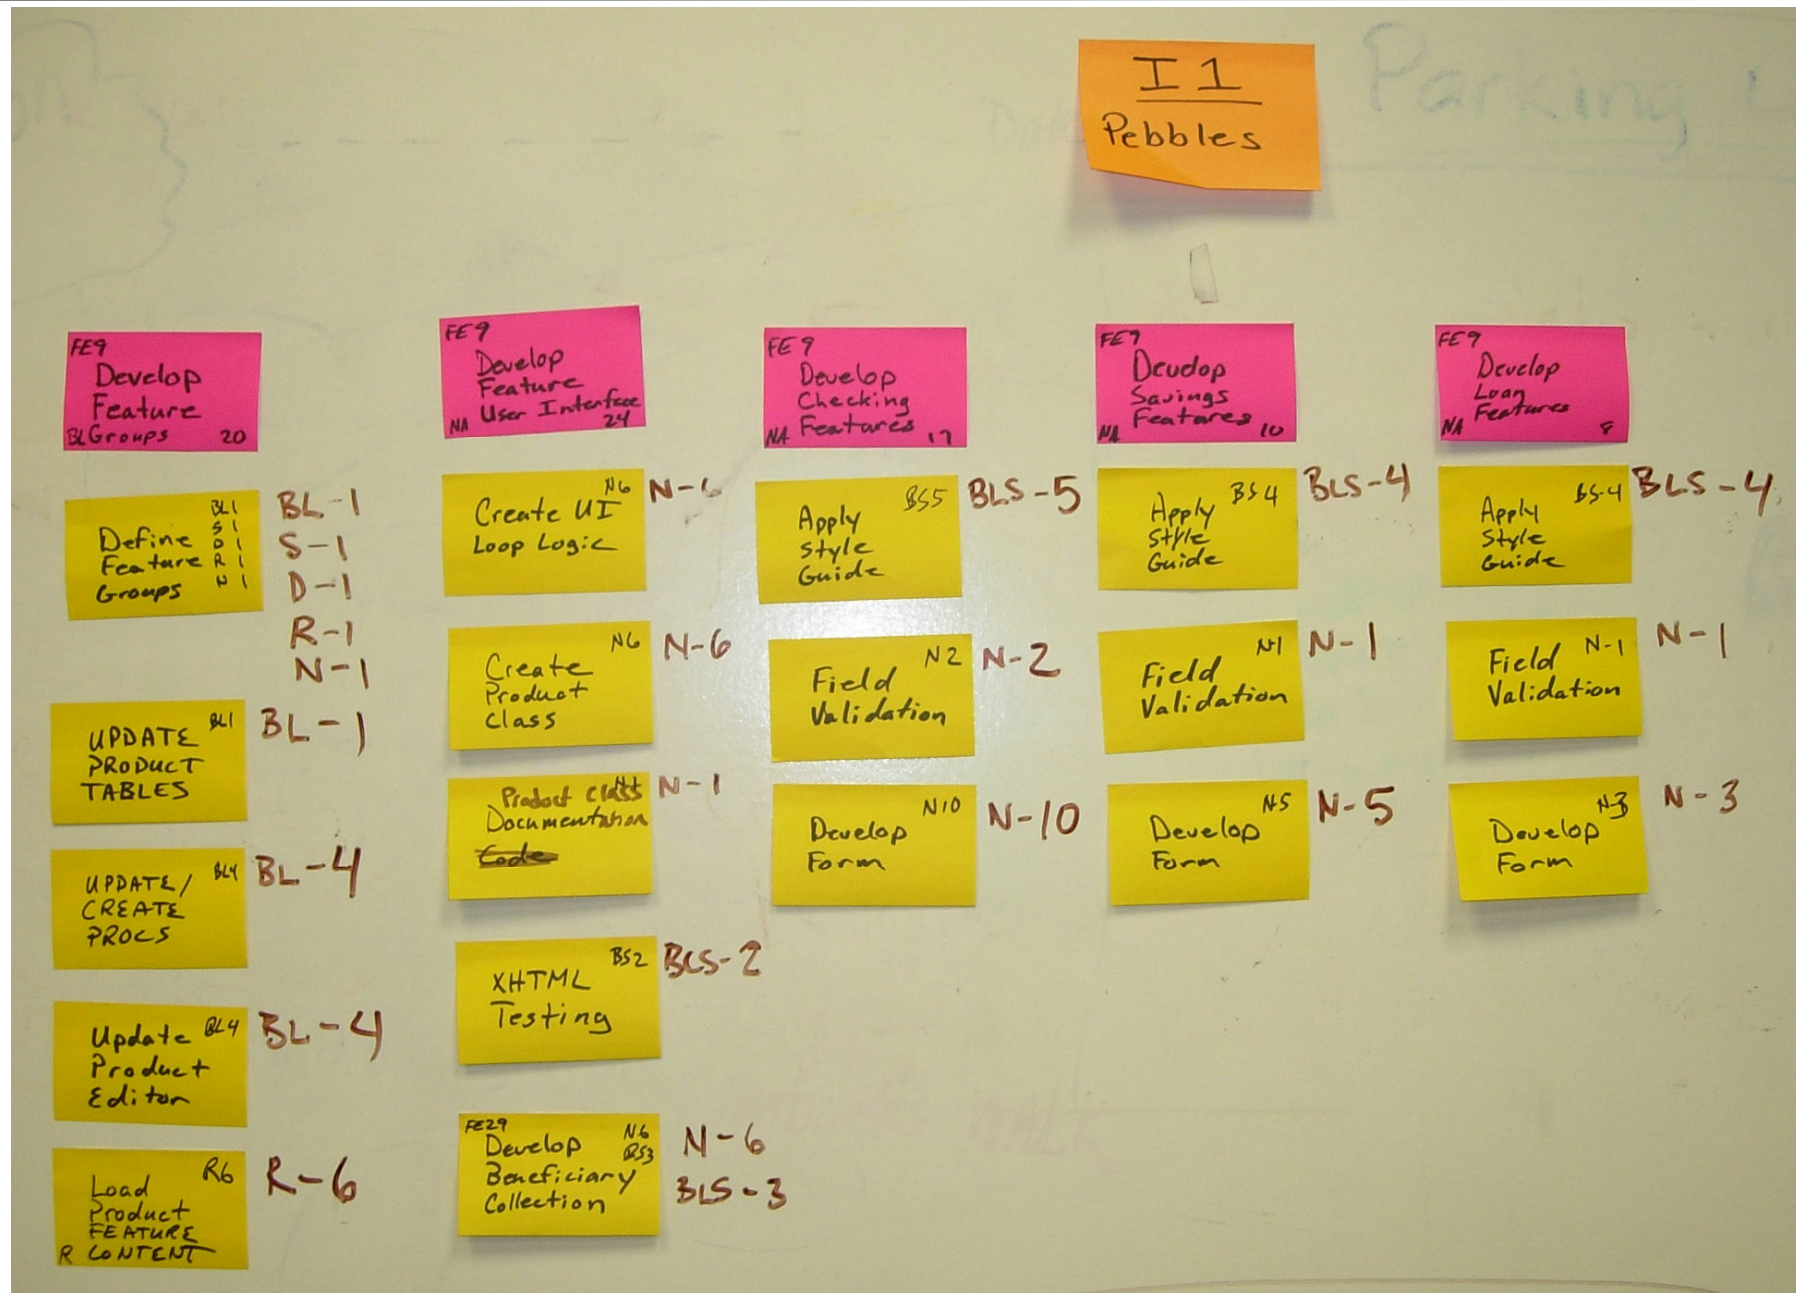 I1
Pebbles
Parking
FE9
Develop
Feature
BL Groups 20
BL1
S1
D1
Define
Feature R1
Groups N1
BL-1
S-1
D-1
R-1
N-1
UPDATE BL1
PRODUCT
TABLES
BL-1
UPDATE/ BL4
CREATE
PROCS
BL-4
Update BL4
Product
Editor
BL-4
Load R6
Product
FEATURE
R CONTENT
R-6
FE9
Develop
Feature
NA User Interface
24
N6
Create UI
Loop Logic
N-6
N6
Create
Product
Class
N-6
Product Class
Documentation
N-1
BS2
XHTML
Testing
BLS-2
FE29
Develop N6
BS3
Beneficiary
Collection
N-6
BLS-3
FE9
Develop
Checking
NA Features 17
BS5
Apply
Style
Guide
BLS-5
N2
Field
Validation
N-2
N10
Develop
Form
N-10
FE9
Develop
Savings
NA Features 10
BS4
Apply
Style
Guide
BLS-4
N1
Field
Validation
N-1
N5
Develop
Form
N-5
FE9
Develop
Loan
Features
NA 8
BS-4
Apply
Style
Guide
BLS-4
N-1
Field
Validation
N-1
N-3
Develop
Form
N-3